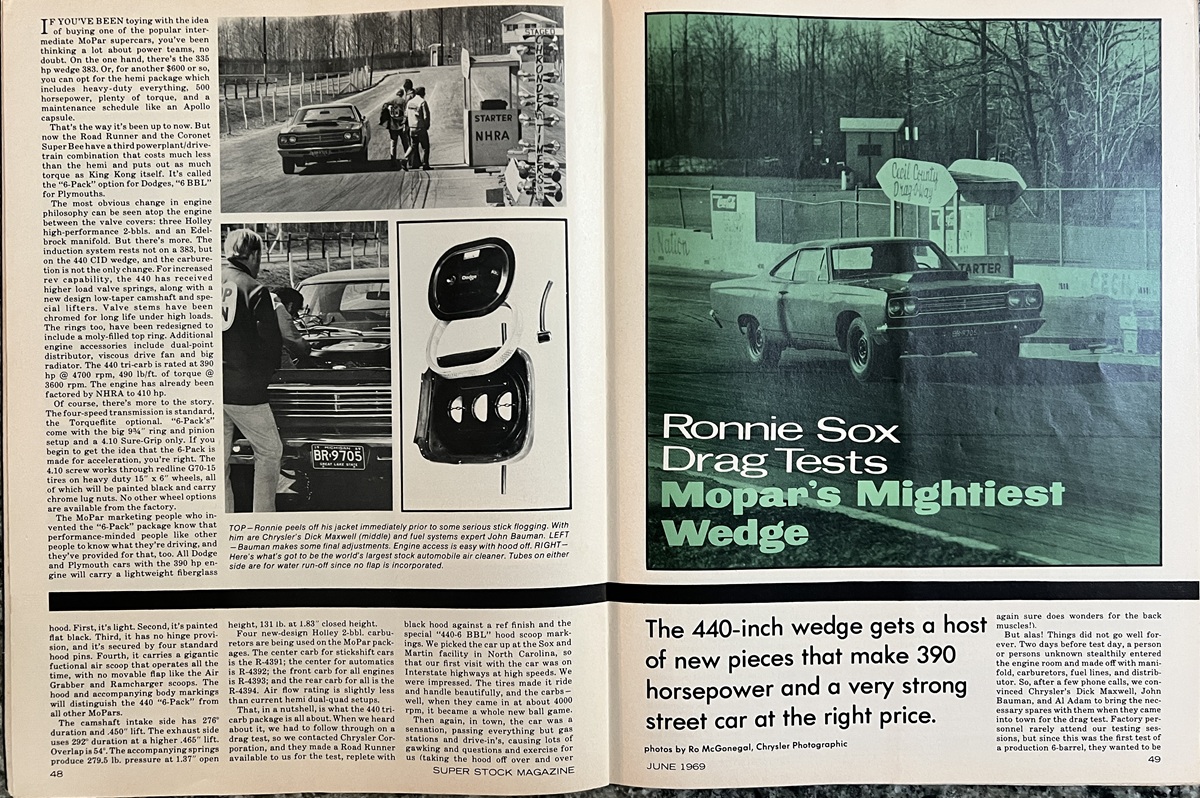 IF YOU'VE BEEN toying with the idea
of buying one of the popular inter-
mediate MoPar supercars, you've been
thinking a lot about power teams, no
doubt. On the one hand, there's the 335
hp wedge 383. Or, for another $600 or so,
you can opt for the hemi package which
includes heavy-duty everything, 500
horsepower, plenty of torque, and a
maintenance schedule like an Apollo
capsule.
That's the way it's been up to now. But
now the Road Runner and the Coronet
Super Bee have a third powerplant/drive-
train combination that costs much less
than the hemi and puts out as much
torque as King Kong itself. It's called
the "6-Pack" option for Dodges, "6 BBL"
for Plymouths.
The most obvious change in engine
philosophy can be seen atop the engine
between the valve covers: three Holley
high-performance 2-bbls. and an Edel-
brock manifold. But there's more. The
induction system rests not on a 383, but
on the 440 CID wedge, and the carbure-
tion is not the only change. For increased
rev capability, the 440 has received
higher load valve springs, along with a
new design low-taper camshaft and spe-
cial lifters. Valve stems have been
chromed for long life under high loads.
The rings too, have been redesigned to
include a moly-filled top ring. Additional
engine accessories include dual-point
distributor, viscous drive fan and big
radiator. The 440 tri-carb is rated at 390
hp @ 4700 rpm, 490 lb/ft. of torque @
3600 rpm. The engine has already been
factored by NHRA to 410 hp.
Of course, there's more to the story.
The four-speed transmission is standard,
the Torqueflite optional. "6-Pack's"
come with the big 9¾" ring and pinion
setup and a 4.10 Sure-Grip only. If you
begin to get the idea that the 6-Pack is
made for acceleration, you're right. The
4.10 screw works through redline G70-15
tires on heavy duty 15" x 6" wheels, all
of which will be painted black and carry
chrome lug nuts. No other wheel options
are available from the factory.
The MoPar marketing people who in-
vented the "6-Pack" package know that
performance-minded people like other
people to know what they're driving, and
they've provided for that, too. All Dodge
and Plymouth cars with the 390 hp en-
gine will carry a lightweight fiberglass
STAGED
STARTER
NHRA
BR·9705
GREAT LAKE STATE
Dodge
TOP—Ronnie peels off his jacket immediately prior to some serious stick flogging. With
him are Chrysler's Dick Maxwell (middle) and fuel systems expert John Bauman. LEFT
—Bauman makes some final adjustments. Engine access is easy with hood off. RIGHT—
Here's what's got to be the world's largest stock automobile air cleaner. Tubes on either
side are for water run-off since no flap is incorporated.
hood. First, it's light. Second, it's painted
flat black. Third, it has no hinge provi-
sion, and it's secured by four standard
hood pins. Fourth, it carries a gigantic
fuctional air scoop that operates all the
time, with no movable flap like the Air
Grabber and Ramcharger scoops. The
hood and accompanying body markings
will distinguish the 440 "6-Pack" from
all other MoPars.
The camshaft intake side has 276°
duration and .450" lift. The exhaust side
uses 292° duration at a higher .465" lift.
Overlap is 54°. The accompanying springs
produce 279.5 lb. pressure at 1.37" open
height, 131 lb. at 1.83" closed height.
Four new-design Holley 2-bbl. carbu-
retors are being used on the MoPar pack-
ages. The center carb for stickshift cars
is the R-4391; the center for automatics
is R-4392; the front carb for all engines
is R-4393; and the rear carb for all is the
R-4394. Air flow rating is slightly less
than current hemi dual-quad setups.
That, in a nutshell, is what the 440 tri-
carb package is all about. When we heard
about it, we had to follow through on a
drag test, so we contacted Chrysler Cor-
poration, and they made a Road Runner
available to us for the test, replete with
black hood against a ref finish and the
special "440-6 BBL" hood scoop mark-
ings. We picked the car up at the Sox and
Martin facility in North Carolina, so
that our first visit with the car was on
Interstate highways at high speeds. We
were impressed. The tires made it ride
and handle beautifully, and the carbs—
well, when they came in at about 4000
rpm, it became a whole new ball game.
Then again, in town, the car was a
sensation, passing everything but gas
stations and drive-in's, causing lots of
gawking and questions and exercise for
us (taking the hood off over and over
48
SUPER STOCK MAGAZINE
Cecil County
Drag-Way
Nation
STARTER
CECIL
BR·9705
Ronnie Sox
Drag Tests
Mopar's Mightiest
Wedge
The 440-inch wedge gets a host
of new pieces that make 390
horsepower and a very strong
street car at the right price.
photos by Ro McGonegal, Chrysler Photographic
again sure does wonders for the back
muscles!).
But alas! Things did not go well for-
ever. Two days before test day, a person
or persons unknown stealthily entered
the engine room and made off with mani-
fold, carburetors, fuel lines, and distrib-
utor. So, after a few phone calls, we con-
vinced Chrysler's Dick Maxwell, John
Bauman, and Al Adam to bring the nec-
essary spares with them when they came
into town for the drag test. Factory per-
sonnel rarely attend our testing ses-
sions, but since this was the first test of
a production 6-barrel, they wanted to be
JUNE 1969
49